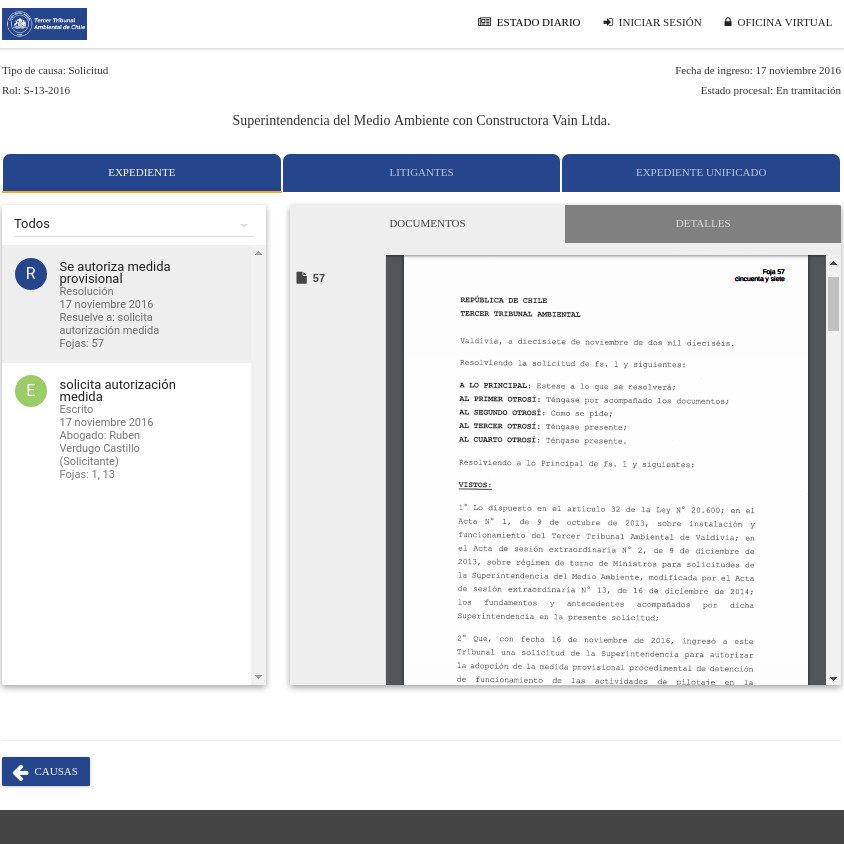 Tercer Tribunal
Ambiental de Chile
ESTADO DIARIO
INICIAR SESIÓN
OFICINA VIRTUAL
Tipo de causa: Solicitud
Fecha de ingreso: 17 noviembre 2016
Rol: S-13-2016
Estado procesal: En tramitación
Superintendencia del Medio Ambiente con Constructora Vain Ltda.
EXPEDIENTE
LITIGANTES
EXPEDIENTE UNIFICADO
Todos
R
Se autoriza medida
provisional
Resolución
17 noviembre 2016
Resuelve a: solicita
autorización medida
Fojas: 57
E
solicita autorización
medida
Escrito
17 noviembre 2016
Abogado: Ruben
Verdugo Castillo
(Solicitante)
Fojas: 1, 13
DOCUMENTOS
DETALLES
57
Foja 57
cincuenta y siete
REPÚBLICA DE CHILE
TERCER TRIBUNAL AMBIENTAL
Valdivia, a diecisiete de noviembre de dos mil dieciséis.
Resolviendo la solicitud de fs. 1 y siguientes:
A LO PRINCIPAL: Estese a lo que se resolverá;
AL PRIMER OTROSÍ: Téngase por acompañado los documentos;
AL SEGUNDO OTROSÍ: Como se pide;
AL TERCER OTROSÍ: Téngase presente;
AL CUARTO OTROSÍ: Téngase presente.
Resolviendo a lo Principal de fs. 1 y siguientes:
VISTOS:
1° Lo dispuesto en el artículo 32 de la Ley N° 20.600; en el
Acta N° 1, de 9 de octubre de 2013, sobre instalación y
funcionamiento del Tercer Tribunal Ambiental de Valdivia; en
el Acta de sesión extraordinaria N° 2, de 9 de diciembre de
2013, sobre régimen de turno de Ministros para solicitudes de
la Superintendencia del Medio Ambiente, modificada por el Acta
de sesión extraordinaria N° 13, de 16 de diciembre de 2014;
los fundamentos y antecedentes acompañados por dicha
Superintendencia en la presente solicitud;
2° Que, con fecha 16 de noviembre de 2016, ingresó a este
Tribunal una solicitud de la Superintendencia para autorizar
la adopción de la medida provisional procedimental de detención
de funcionamiento de las actividades de pilotaje en la
CAUSAS